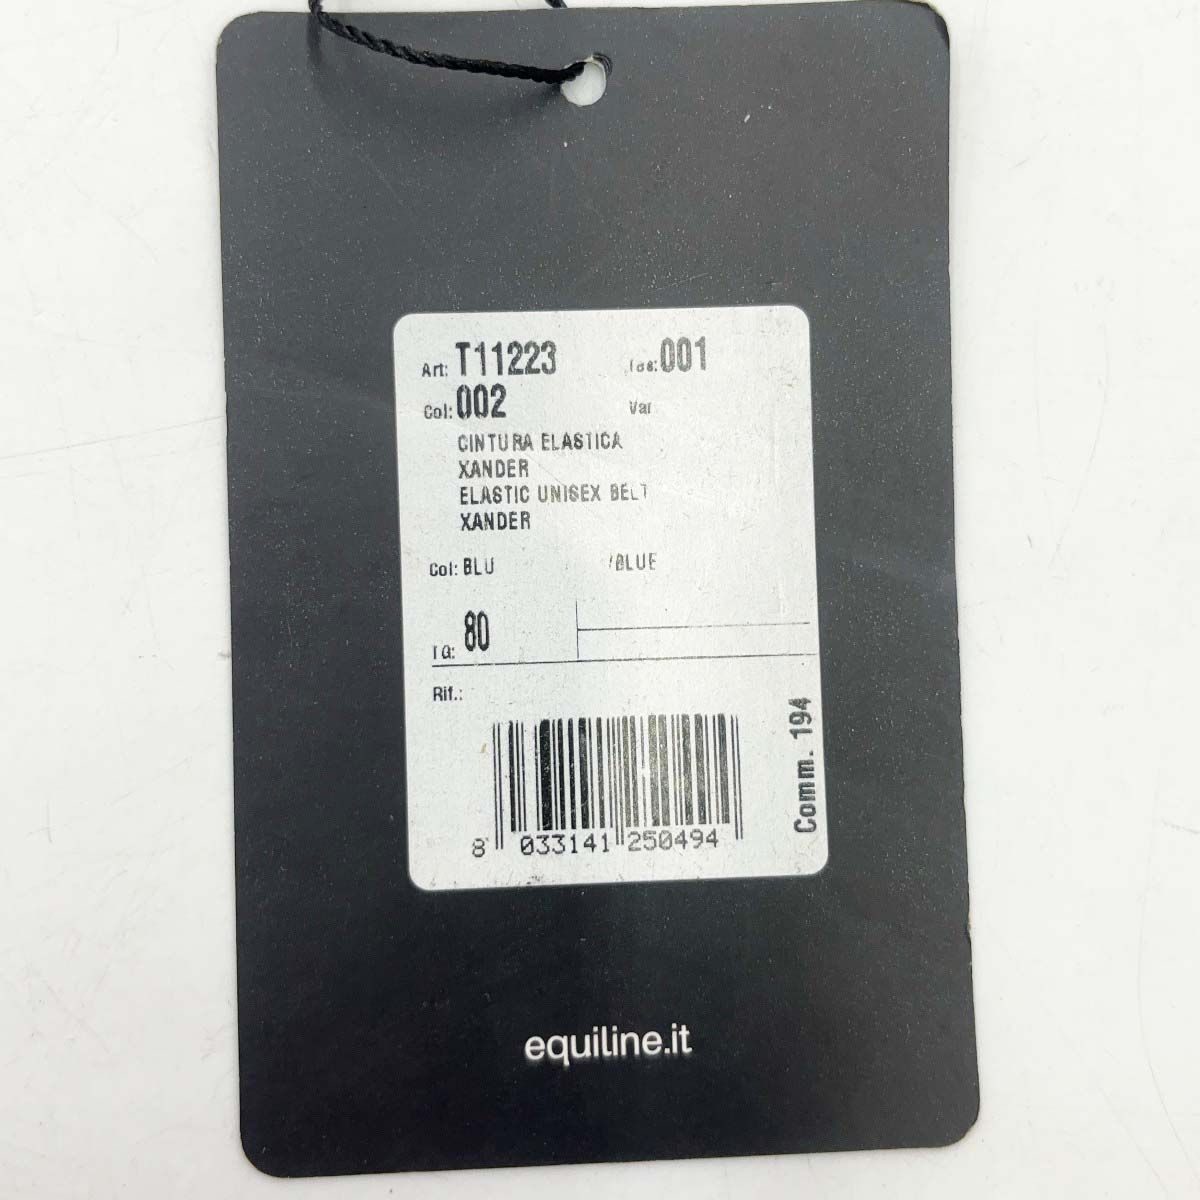 Art: T11223 Tes: 001
Col: 002 Var
CINTURA ELASTICA
XANDER
ELASTIC UNISEX BELT
XANDER
Col: BLU /BLUE
TG: 80
Rif.:
Comm. 194
8 033141 250494
equiline.it